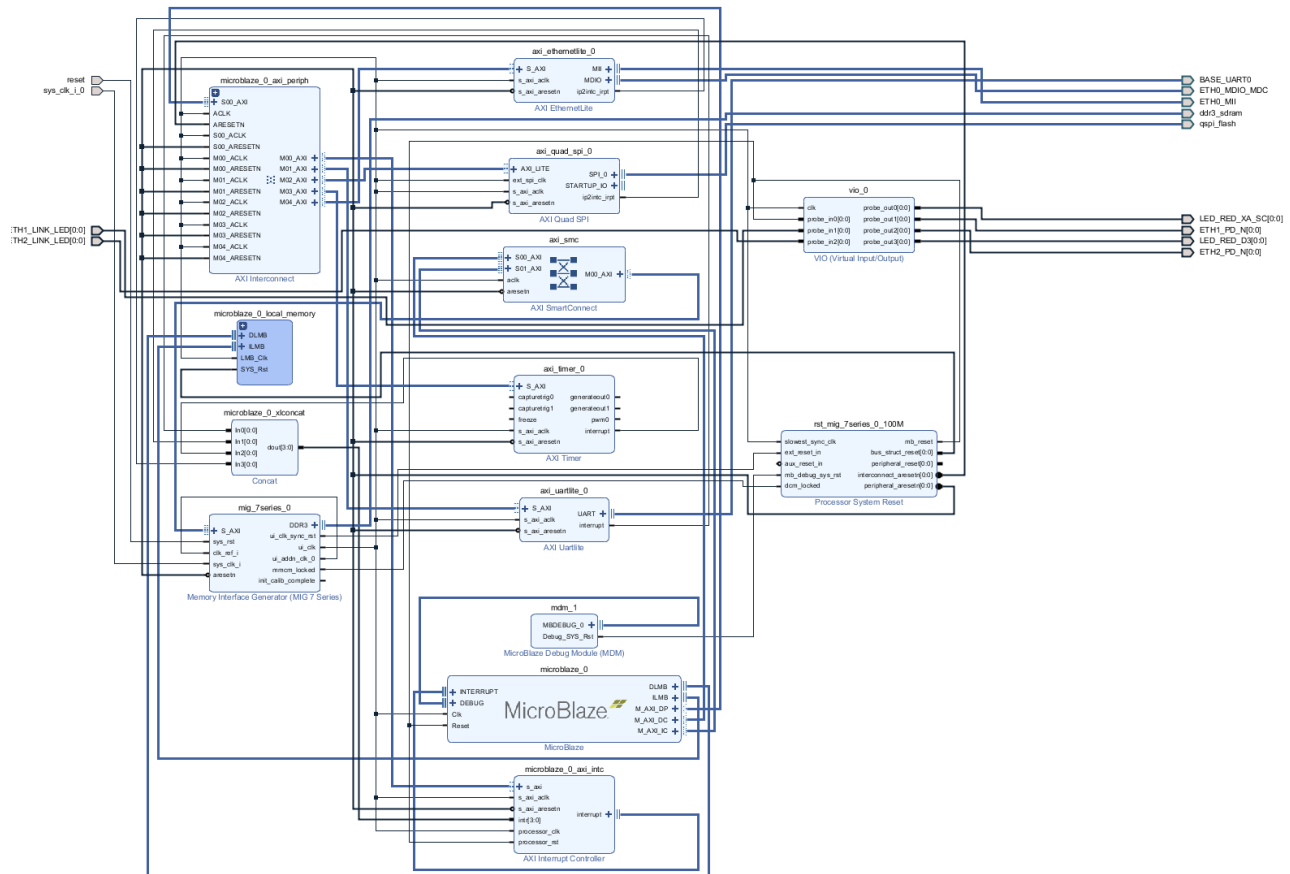 reset
sys_clk_i_0
:TH1_LINK_LED[0:0]
:TH2_LINK_LED[0:0]
microblaze_0_axi_periph
S00_AXI
ACLK
ARESETN
S00_ACLK
S00_ARESETN
M00_ACLK
M00_ARESETN
M01_ACLK
M01_ARESETN
M02_ACLK
M02_ARESETN
M03_ACLK
M03_ARESETN
M04_ACLK
M04_ARESETN
M00_AXI
M01_AXI
M02_AXI
M03_AXI
M04_AXI
AXI Interconnect
microblaze_0_local_memory
DLMB
ILMB
LMB_Clk
SYS_Rst
microblaze_0_xlconcat
In0[0:0]
In1[0:0]
In2[0:0]
In3[0:0]
dout[3:0]
Concat
mig_7series_0
S_AXI
sys_rst
clk_ref_i
sys_clk_i
aresetn
DDR3
ui_clk_sync_rst
ui_clk
ui_addn_clk_0
mmcm_locked
init_calib_complete
Memory Interface Generator (MIG 7 Series)
axi_ethernetlite_0
S_AXI
s_axi_aclk
s_axi_aresetn
MII
MDIO
ip2intc_irpt
AXI EthernetLite
axi_quad_spi_0
AXI_LITE
ext_spi_clk
s_axi_aclk
s_axi_aresetn
SPI_0
STARTUP_IO
ip2intc_irpt
AXI Quad SPI
axi_smc
S00_AXI
S01_AXI
aclk
aresetn
M00_AXI
AXI SmartConnect
axi_timer_0
S_AXI
capturetrig0
capturetrig1
freeze
s_axi_aclk
s_axi_aresetn
generateout0
generateout1
pwm0
interrupt
AXI Timer
axi_uartlite_0
S_AXI
s_axi_aclk
s_axi_aresetn
UART
interrupt
AXI Uartlite
mdm_1
MBDEBUG_0
Debug_SYS_Rst
MicroBlaze Debug Module (MDM)
microblaze_0
INTERRUPT
DEBUG
Clk
Reset
MicroBlaze
DLMB
ILMB
M_AXI_DP
M_AXI_DC
M_AXI_IC
MicroBlaze
microblaze_0_axi_intc
s_axi
s_axi_aclk
s_axi_aresetn
intr[3:0]
processor_clk
processor_rst
interrupt
AXI Interrupt Controller
vio_0
clk
probe_in0[0:0]
probe_in1[0:0]
probe_in2[0:0]
probe_out0[0:0]
probe_out1[0:0]
probe_out2[0:0]
probe_out3[0:0]
VIO (Virtual Input/Output)
rst_mig_7series_0_100M
slowest_sync_clk
ext_reset_in
aux_reset_in
mb_debug_sys_rst
dcm_locked
mb_reset
bus_struct_reset[0:0]
peripheral_reset[0:0]
interconnect_aresetn[0:0]
peripheral_aresetn[0:0]
Processor System Reset
BASE_UART0
ETH0_MDIO_MDC
ETH0_MII
ddr3_sdram
qspi_flash
LED_RED_XA_SC[0:0]
ETH1_PD_N[0:0]
LED_RED_D3[0:0]
ETH2_PD_N[0:0]